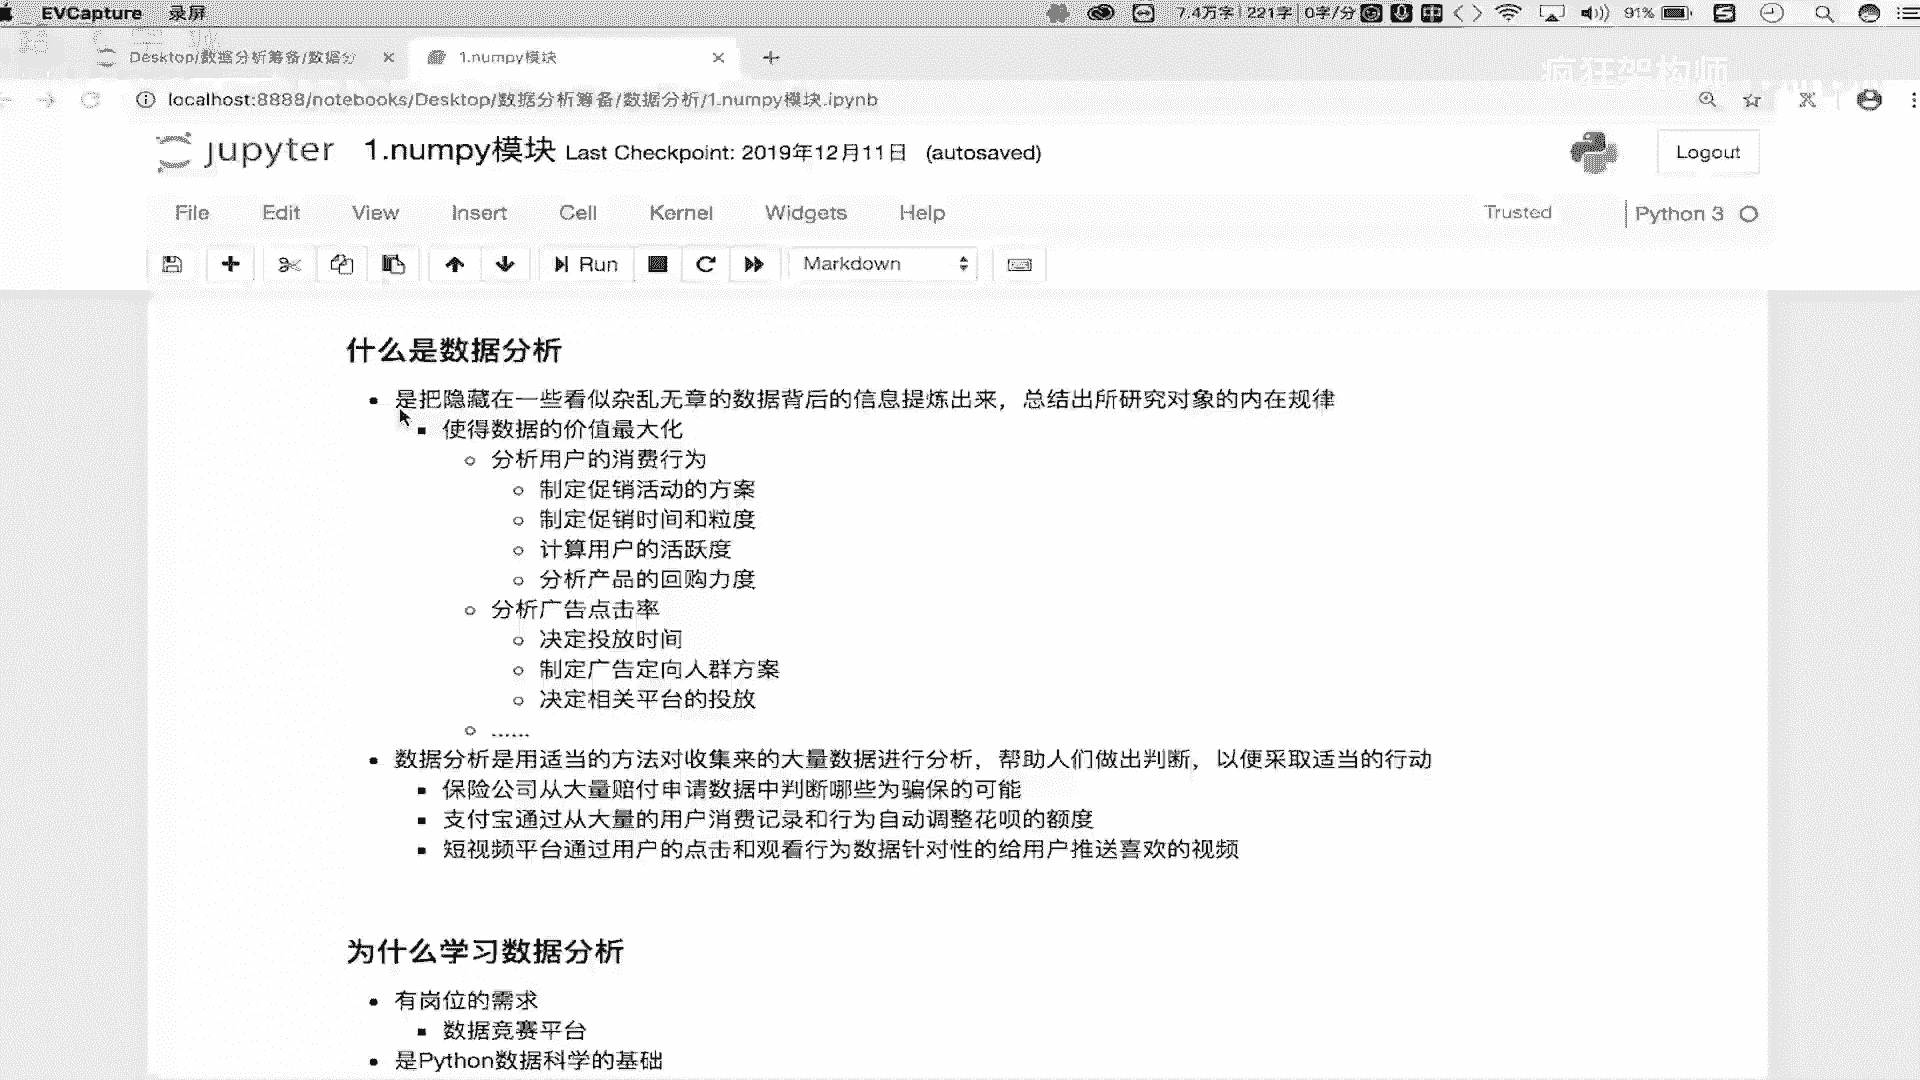 EVCapture 录屏 7.4万字 221字 0字/分 91%
Desktop/数据分析筹备/数据分 1.numpy模块
疯狂架构师
localhost:8888/notebooks/Desktop/数据分析筹备/数据分析/1.numpy模块.ipynb
jupyter 1.numpy模块 Last Checkpoint: 2019年12月11日 (autosaved) Logout
File Edit View Insert Cell Kernel Widgets Help Trusted Python 3
Run Markdown
什么是数据分析
是把隐藏在一些看似杂乱无章的数据背后的信息提炼出来，总结出所研究对象的内在规律
使得数据的价值最大化
分析用户的消费行为
制定促销活动的方案
制定促销时间和粒度
计算用户的活跃度
分析产品的回购力度
分析广告点击率
决定投放时间
制定广告定向人群方案
决定相关平台的投放
......
数据分析是用适当的方法对收集来的大量数据进行分析，帮助人们做出判断，以便采取适当的行动
保险公司从大量赔付申请数据中判断哪些为骗保的可能
支付宝通过从大量的用户消费记录和行为自动调整花呗的额度
短视频平台通过用户的点击和观看行为数据针对性的给用户推送喜欢的视频
为什么学习数据分析
有岗位的需求
数据竞赛平台
是Python数据科学的基础